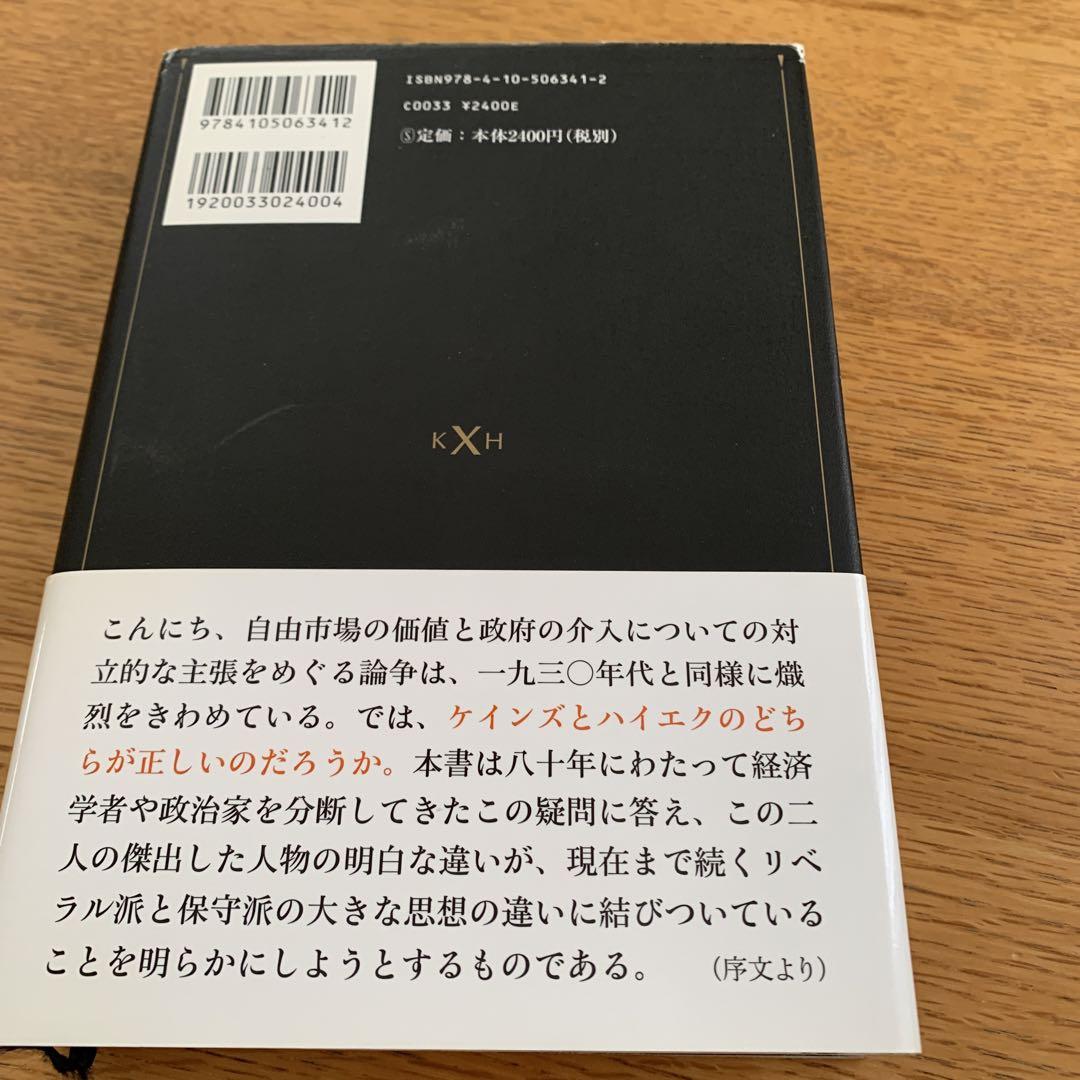 ISBN978-4-10-506341-2
C0033 ¥2400E
Ⓢ定価：本体2400円（税別）
9784105063412
1920033024004
K X H
こんにち、自由市場の価値と政府の介入についての対
立的な主張をめぐる論争は、一九三〇年代と同様に熾
烈をきわめている。では、ケインズとハイエクのどち
らが正しいのだろうか。本書は八十年にわたって経済
学者や政治家を分断してきたこの疑問に答え、この二
人の傑出した人物の明白な違いが、現在まで続くリベ
ラル派と保守派の大きな思想の違いに結びついている
ことを明らかにしようとするものである。　（序文より）